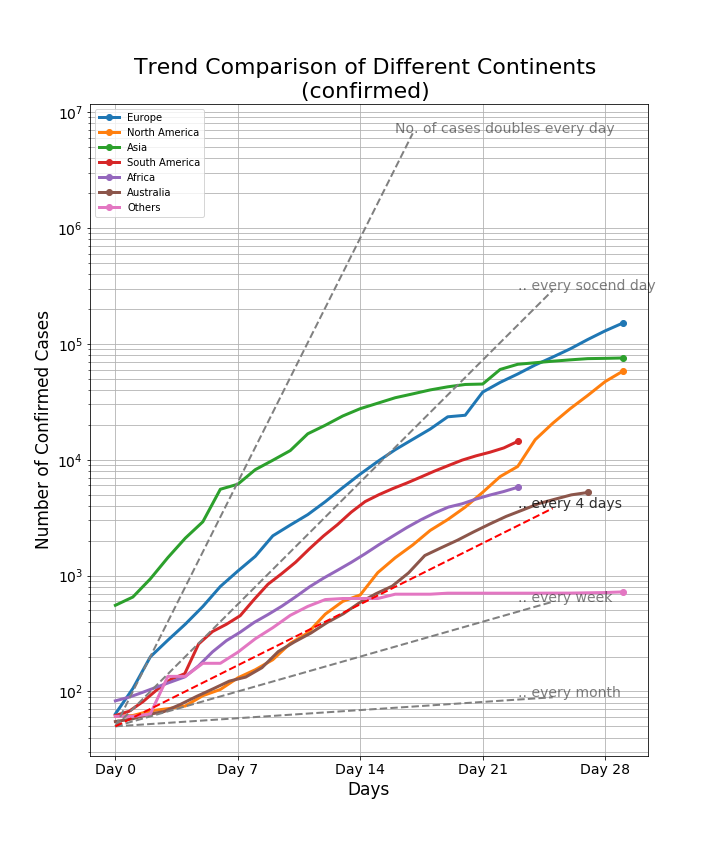 Trend Comparison of Different Continents
(confirmed)
Number of Confirmed Cases
10^7
10^6
10^5
10^4
10^3
10^2
Europe
North America
Asia
South America
Africa
Australia
Others
No. of cases doubles every day
.. every socend day
.. every 4 days
.. every week
.. every month
Day 0
Day 7
Day 14
Day 21
Day 28
Days